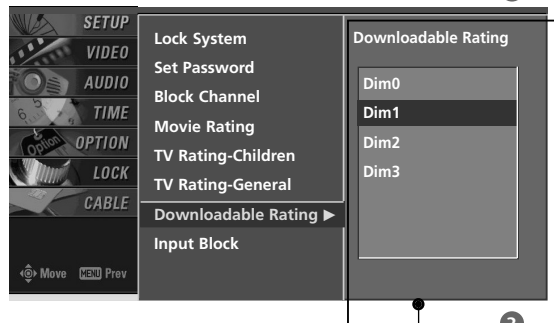 SETUP
VIDEO
AUDIO
TIME
OPTION
LOCK
CABLE
Move MENU Prev
Lock System
Set Password
Block Channel
Movie Rating
TV Rating-Children
TV Rating-General
Downloadable Rating ▶
Input Block
Downloadable Rating
Dim0
Dim1
Dim2
Dim3